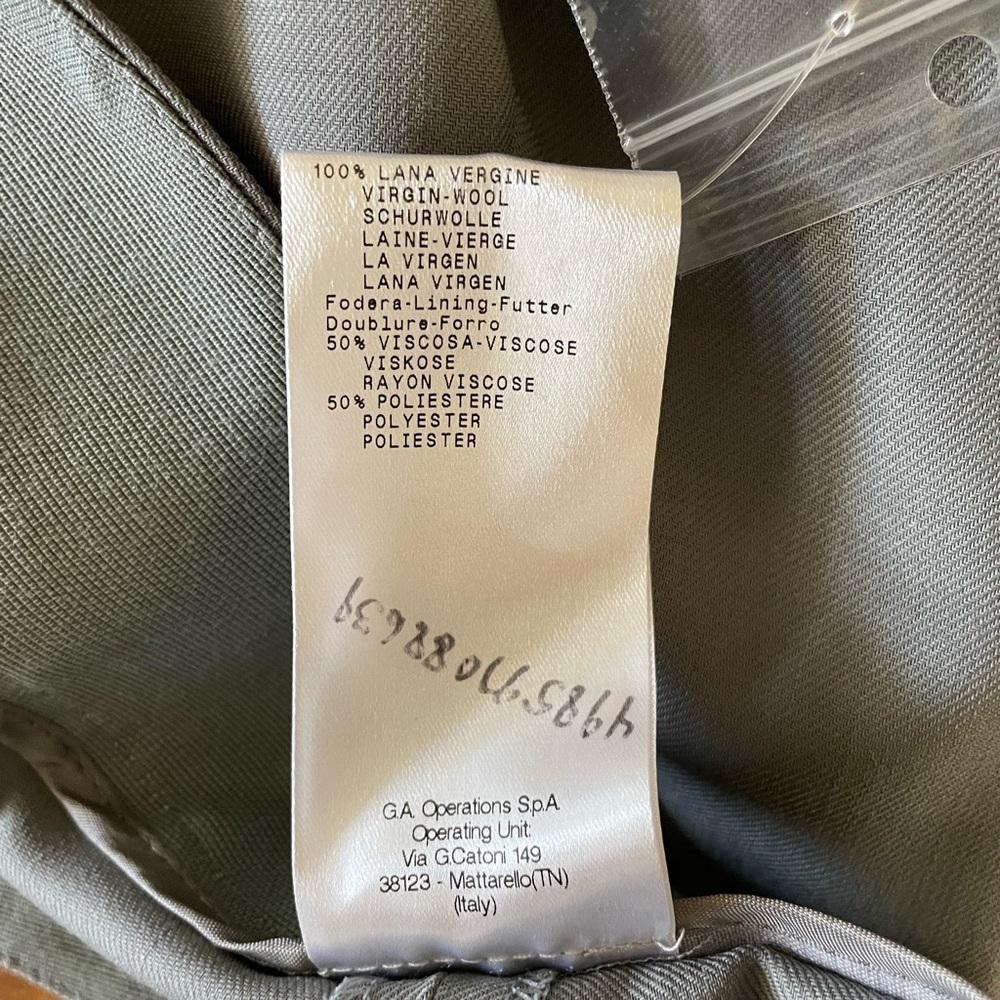 100% LANA VERGINE
VIRGIN-WOOL
SCHURWOLLE
LAINE-VIERGE
LA VIRGEN
LANA VIRGEN
Fodera-Lining-Futter
Doublure-Forro
50% VISCOSA-VISCOSE
VISKOSE
RAYON VISCOSE
50% POLIESTERE
POLYESTER
POLIESTER
G.A. Operations S.p.A.
Operating Unit:
Via G.Catoni 149
38123 - Mattarello(TN)
(Italy)